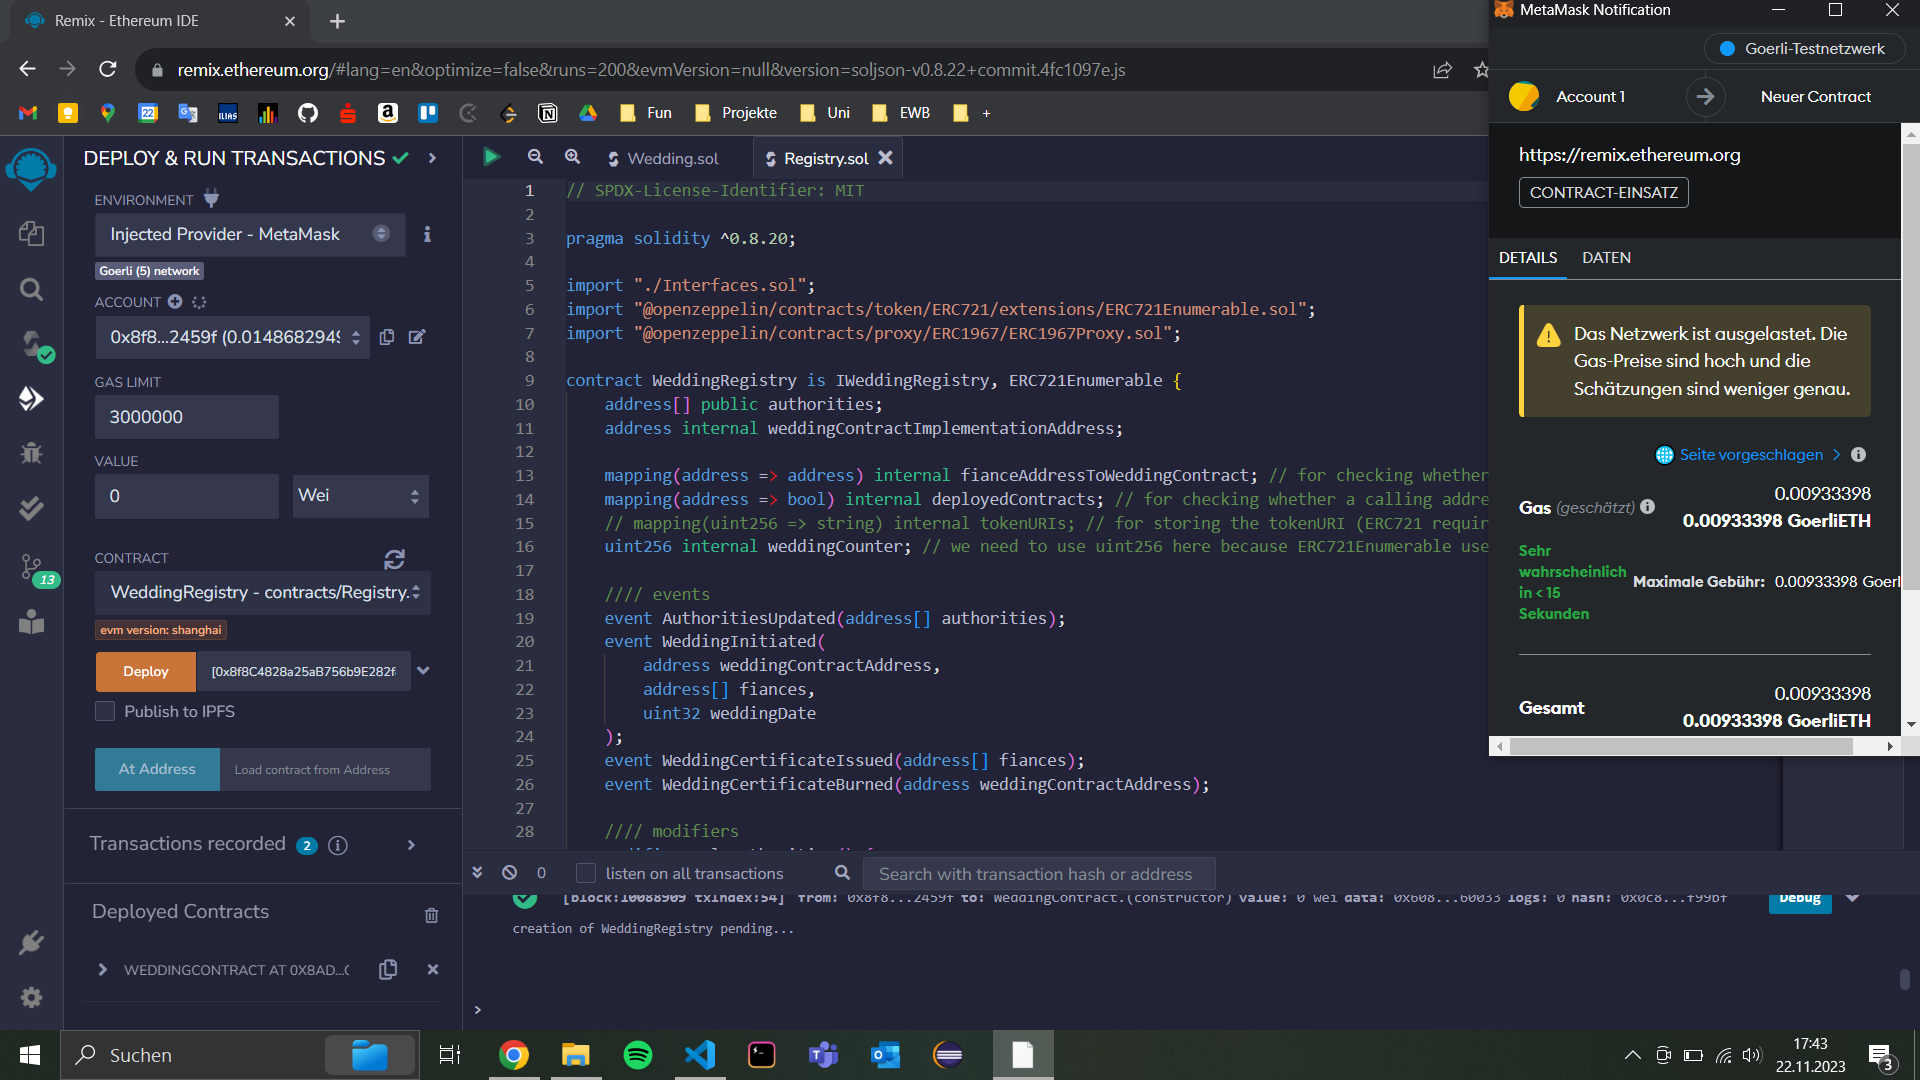 Remix - Ethereum IDE
remix.ethereum.org/#lang=en&optimize=false&runs=200&evmVersion=null&version=soljson-v0.8.22+commit.4fc1097e.js
22
ILIAS
Fun
Projekte
Uni
EWB
+
DEPLOY & RUN TRANSACTIONS
ENVIRONMENT
Injected Provider - MetaMask
Goerli (5) network
ACCOUNT
0x8f8...2459f (0.0148682949
GAS LIMIT
3000000
VALUE
0
Wei
CONTRACT
WeddingRegistry - contracts/Registry.
evm version: shanghai
Deploy
[0x8f8C4828a25aB756b9E282f
Publish to IPFS
At Address
Load contract from Address
Transactions recorded 2
Deployed Contracts
WEDDINGCONTRACT AT 0X8AD...
13
Wedding.sol
Registry.sol
1 // SPDX-License-Identifier: MIT
2
3 pragma solidity ^0.8.20;
4
5 import "./Interfaces.sol";
6 import "@openzeppelin/contracts/token/ERC721/extensions/ERC721Enumerable.sol";
7 import "@openzeppelin/contracts/proxy/ERC1967/ERC1967Proxy.sol";
8
9 contract WeddingRegistry is IWeddingRegistry, ERC721Enumerable {
10 address[] public authorities;
11 address internal weddingContractImplementationAddress;
12
13 mapping(address => address) internal fianceAddressToWeddingContract; // for checking whether
14 mapping(address => bool) internal deployedContracts; // for checking whether a calling addre
15 // mapping(uint256 => string) internal tokenURIs; // for storing the tokenURI (ERC721 requir
16 uint256 internal weddingCounter; // we need to use uint256 here because ERC721Enumerable use
17
18 //// events
19 event AuthoritiesUpdated(address[] authorities);
20 event WeddingInitiated(
21 address weddingContractAddress,
22 address[] fiances,
23 uint32 weddingDate
24 );
25 event WeddingCertificateIssued(address[] fiances);
26 event WeddingCertificateBurned(address weddingContractAddress);
27
28 //// modifiers
0
listen on all transactions
Search with transaction hash or address
[block:10088909 txIndex:54] from: 0x8f8...2459f to: WeddingContract.(constructor) value: 0 wei data: 0x608...60033 logs: 0 hash: 0x0c8...f99bf
Debug
creation of WeddingRegistry pending...
>
MetaMask Notification
Goerli-Testnetzwerk
Account 1
Neuer Contract
https://remix.ethereum.org
CONTRACT-EINSATZ
DETAILS
DATEN
Das Netzwerk ist ausgelastet. Die
Gas-Preise sind hoch und die
Schätzungen sind weniger genau.
Seite vorgeschlagen >
Gas (geschätzt)
0.00933398
0.00933398 GoerliETH
Sehr
wahrscheinlich
in < 15
Sekunden
Maximale Gebühr: 0.00933398 Goerl
Gesamt
0.00933398
0.00933398 GoerliETH
Suchen
17:43
22.11.2023
3